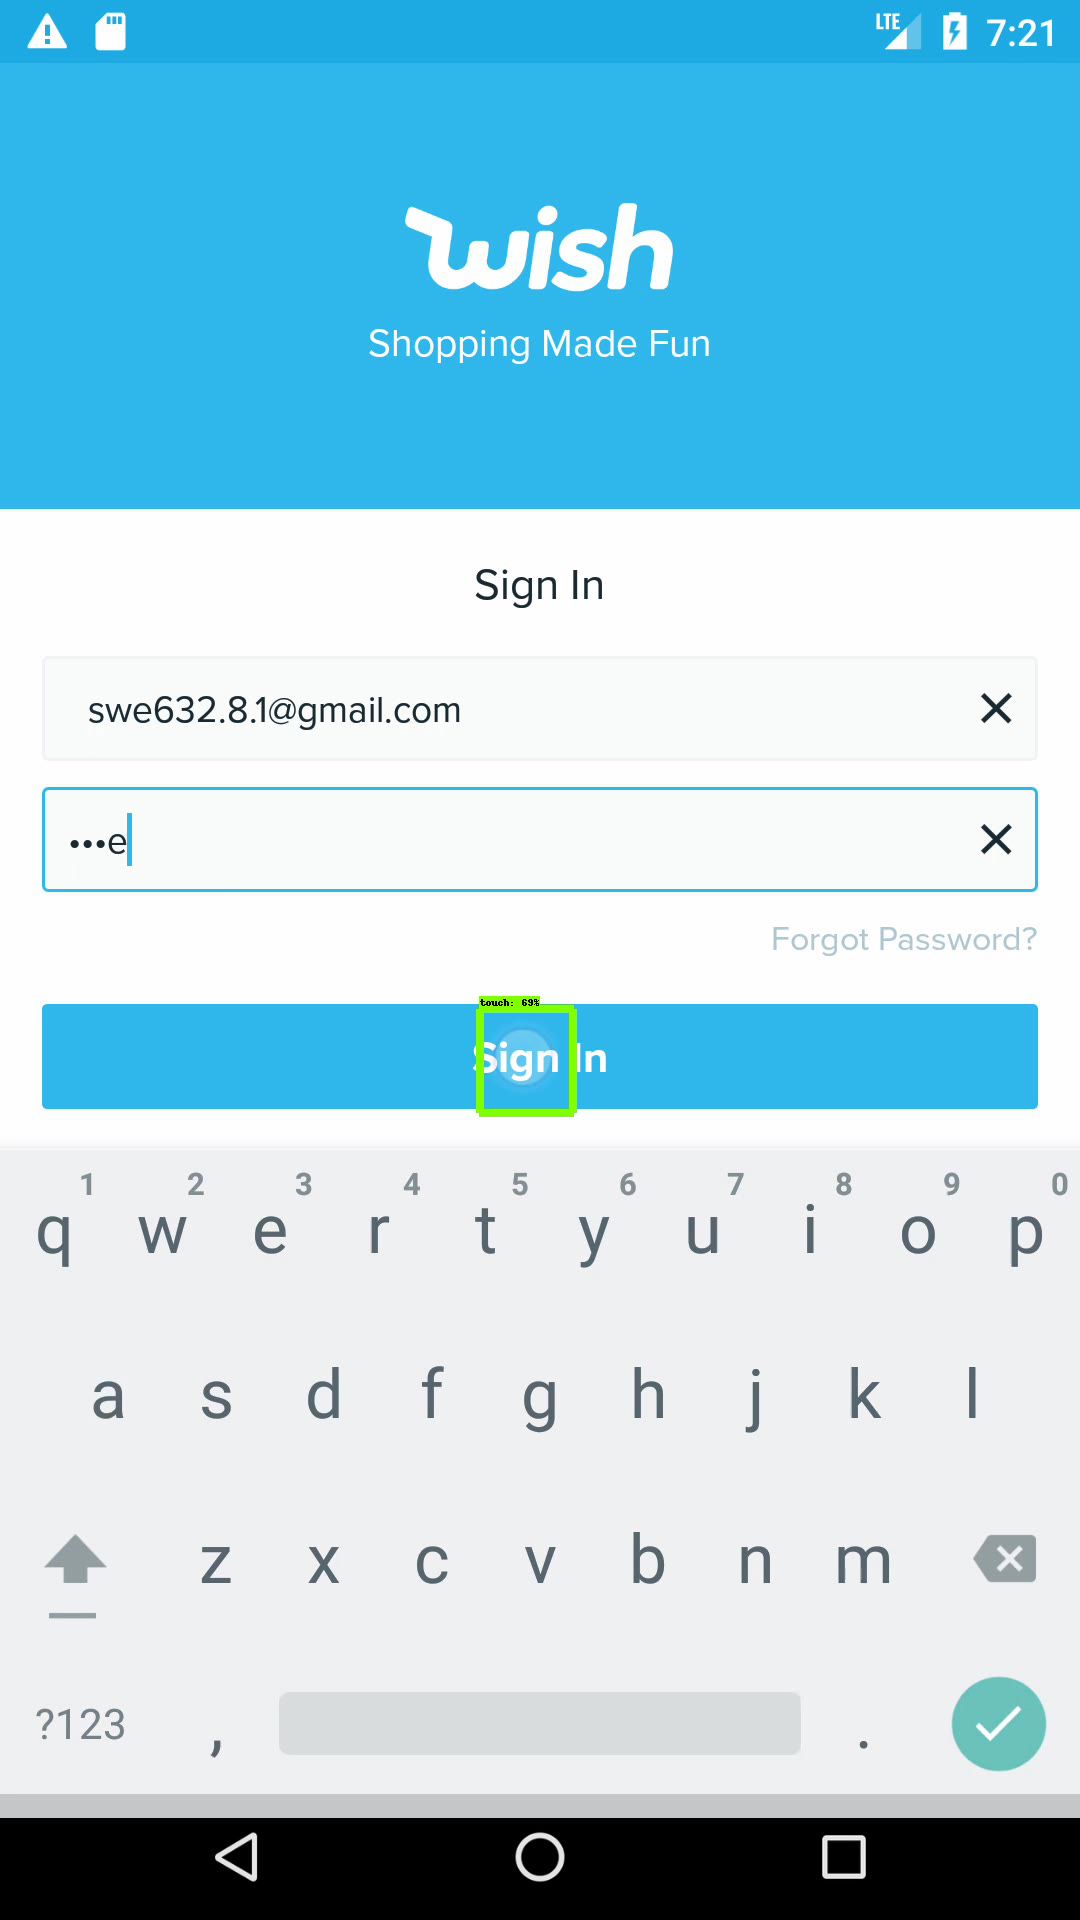 LTE 7:21
wish
Shopping Made Fun
Sign In
swe632.8.1@gmail.com
•••e
Forgot Password?
touch: 69%
Sign In
1 2 3 4 5 6 7 8 9 0
q w e r t y u i o p
a s d f g h j k l
z x c v b n m
?123 , .